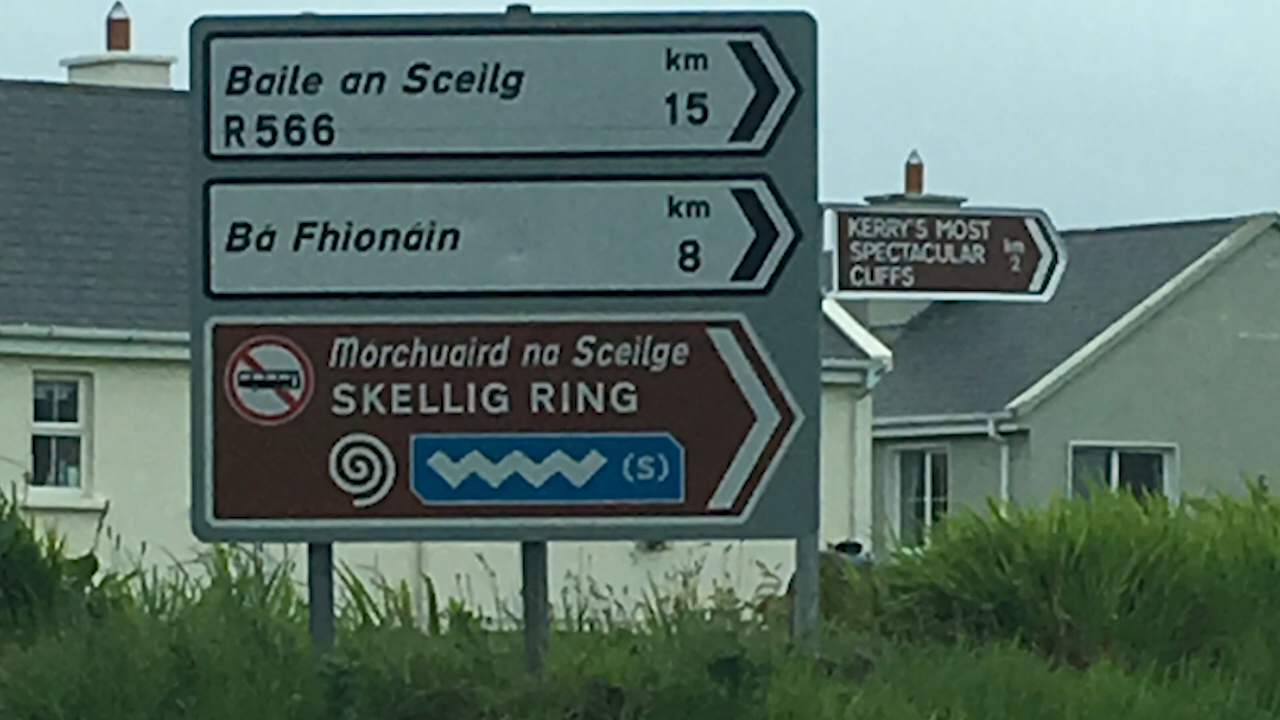 Baile an Sceilg km
R566 15
Bá Fhionáin km
8
Mórchuaird na Sceilge
SKELLIG RING
(S)
KERRY'S MOST
SPECTACULAR km
CLIFFS 2